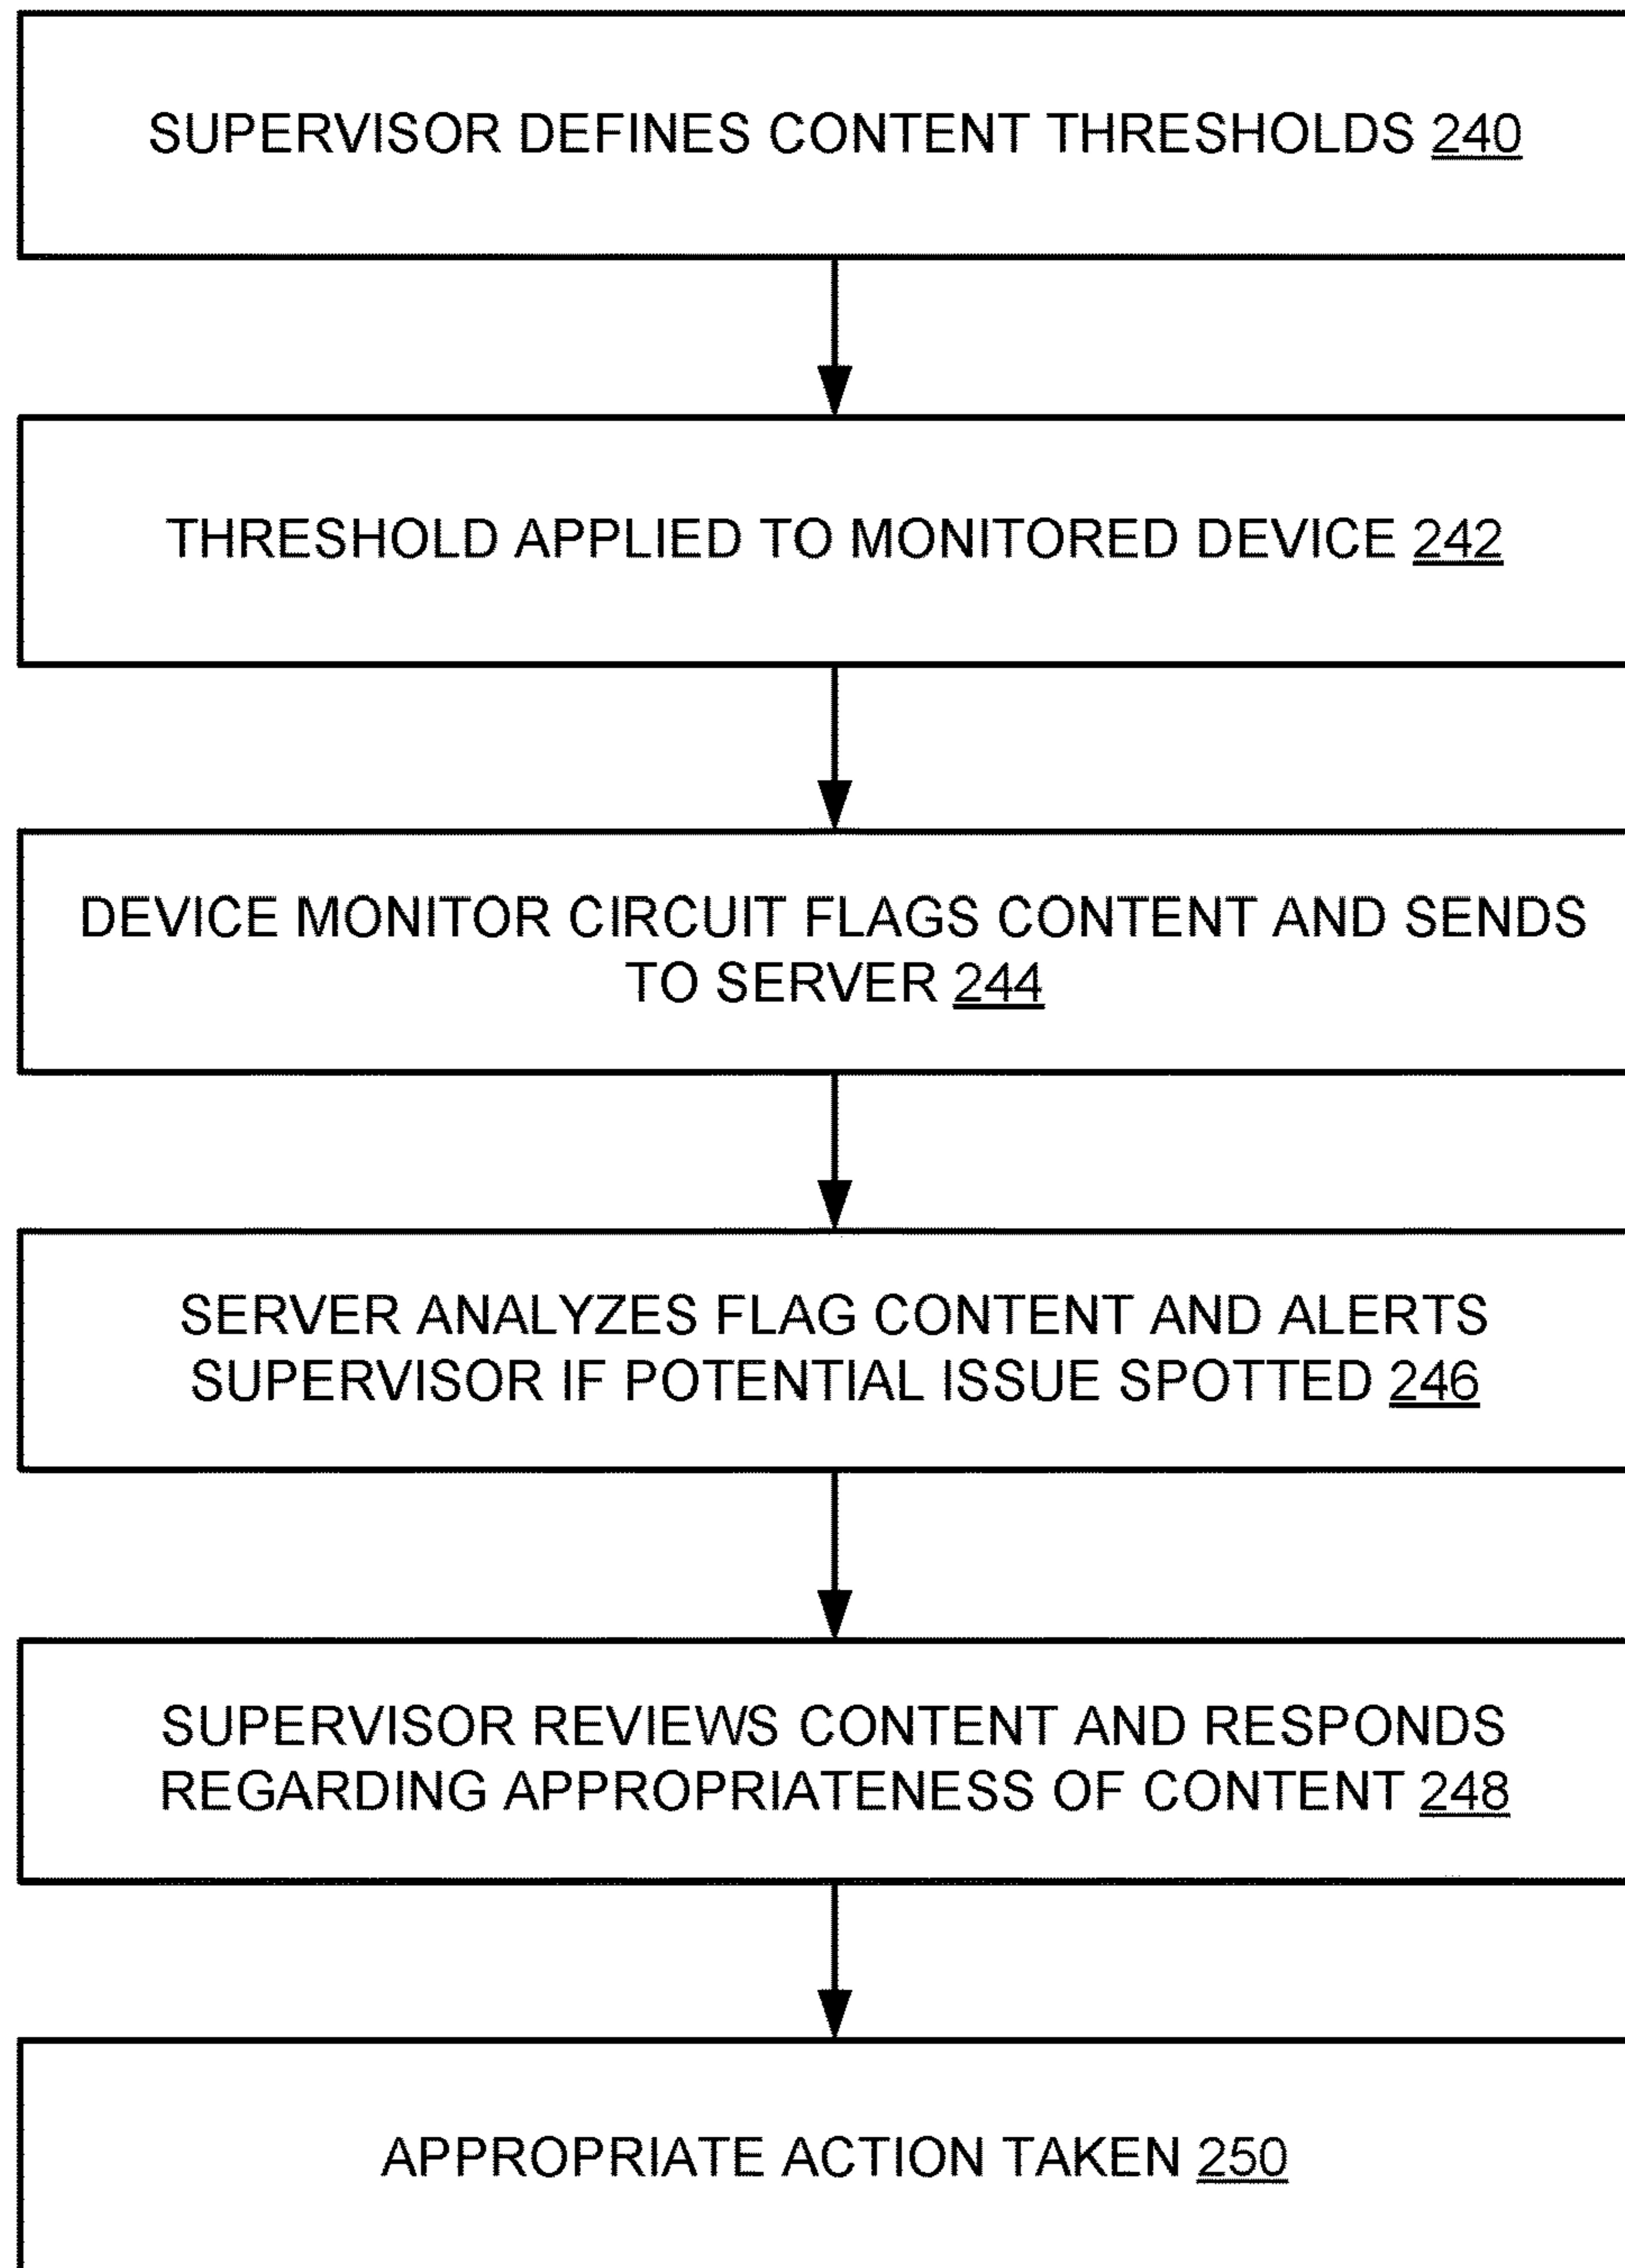 SUPERVISOR DEFINES CONTENT THRESHOLDS 240
THRESHOLD APPLIED TO MONITORED DEVICE 242
DEVICE MONITOR CIRCUIT FLAGS CONTENT AND SENDS
TO SERVER 244
SERVER ANALYZES FLAG CONTENT AND ALERTS
SUPERVISOR IF POTENTIAL ISSUE SPOTTED 246
SUPERVISOR REVIEWS CONTENT AND RESPONDS
REGARDING APPROPRIATENESS OF CONTENT 248
APPROPRIATE ACTION TAKEN 250